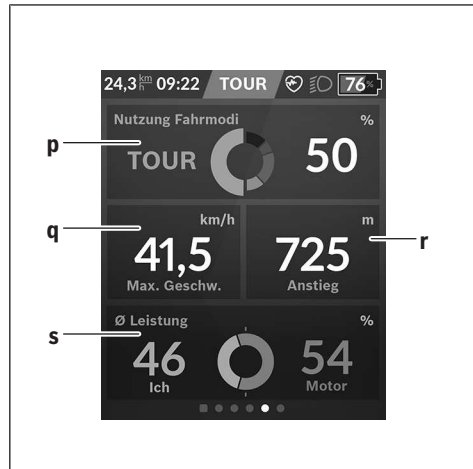 24,3 km/h 09:22 TOUR 76%
Nutzung Fahrmodi %
p
TOUR 50
q
km/h
41,5
Max. Geschw.
m
725
Anstieg
r
s
Ø Leistung %
46 54
Ich Motor